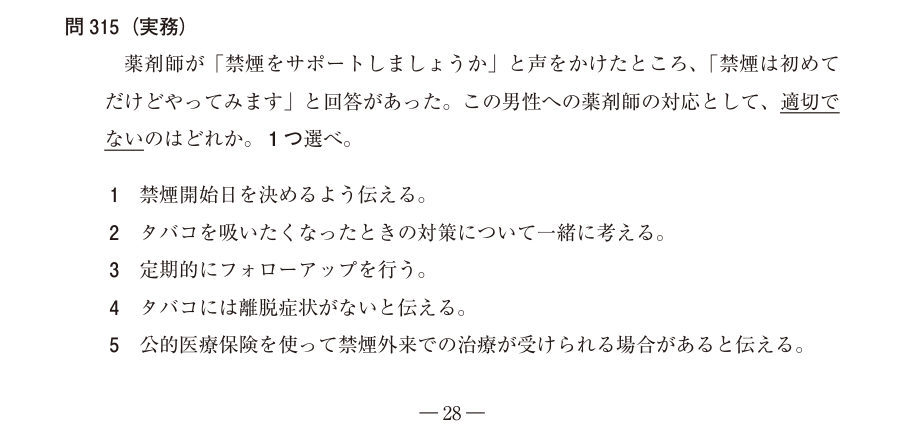 問 315（実務）
薬剤師が「禁煙をサポートしましょうか」と声をかけたところ、「禁煙は初めて
だけどやってみます」と回答があった。この男性への薬剤師の対応として、適切で
ないのはどれか。1つ選べ。
1 禁煙開始日を決めるよう伝える。
2 タバコを吸いたくなったときの対策について一緒に考える。
3 定期的にフォローアップを行う。
4 タバコには離脱症状がないと伝える。
5 公的医療保険を使って禁煙外来での治療が受けられる場合があると伝える。
― 28 ―